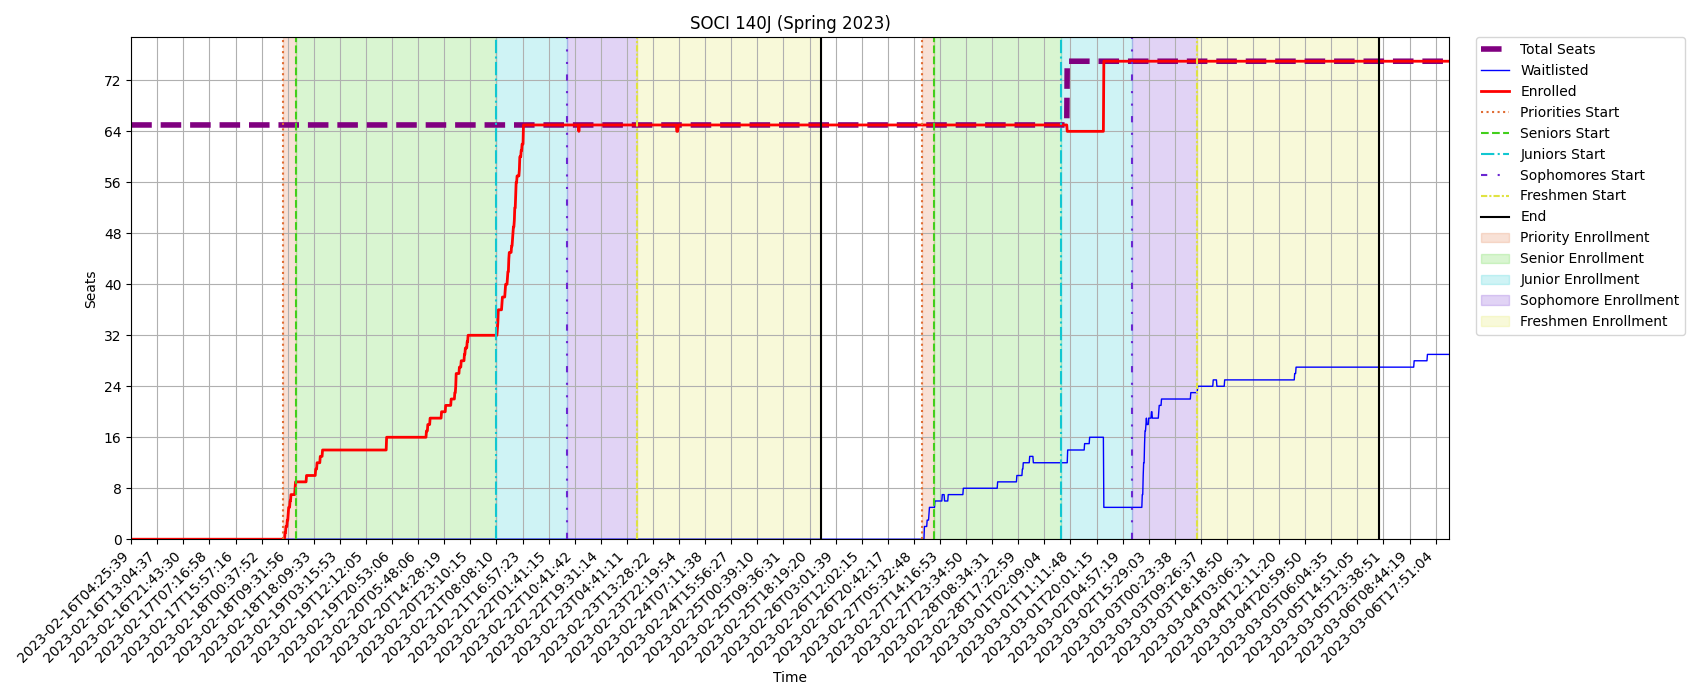 SOCI 140J (Spring 2023)
Seats
72
64
56
48
40
32
24
16
8
0
2023-02-16T04:25:39
2023-02-16T13:04:37
2023-02-16T21:43:30
2023-02-17T07:16:58
2023-02-17T15:57:16
2023-02-18T00:37:52
2023-02-18T09:31:56
2023-02-18T18:09:33
2023-02-19T03:15:53
2023-02-19T12:12:05
2023-02-19T20:53:06
2023-02-20T05:48:06
2023-02-20T14:28:19
2023-02-20T23:10:15
2023-02-21T08:08:10
2023-02-21T16:57:23
2023-02-22T01:41:15
2023-02-22T10:41:42
2023-02-22T19:31:14
2023-02-23T04:41:11
2023-02-23T13:28:22
2023-02-23T22:19:54
2023-02-24T07:11:38
2023-02-24T15:56:27
2023-02-25T00:39:10
2023-02-25T09:36:31
2023-02-25T18:19:20
2023-02-26T03:01:39
2023-02-26T12:02:15
2023-02-26T20:42:17
2023-02-27T05:32:48
2023-02-27T14:16:53
2023-02-27T23:34:50
2023-02-28T08:34:31
2023-02-28T17:22:59
2023-03-01T02:09:04
2023-03-01T11:11:48
2023-03-01T20:01:15
2023-03-02T04:57:19
2023-03-02T15:29:03
2023-03-03T00:23:38
2023-03-03T09:26:37
2023-03-03T18:18:50
2023-03-04T03:06:31
2023-03-04T12:11:20
2023-03-04T20:59:50
2023-03-05T06:04:35
2023-03-05T14:51:05
2023-03-05T23:38:51
2023-03-06T08:44:19
2023-03-06T17:51:04
Time
Total Seats
Waitlisted
Enrolled
Priorities Start
Seniors Start
Juniors Start
Sophomores Start
Freshmen Start
End
Priority Enrollment
Senior Enrollment
Junior Enrollment
Sophomore Enrollment
Freshmen Enrollment